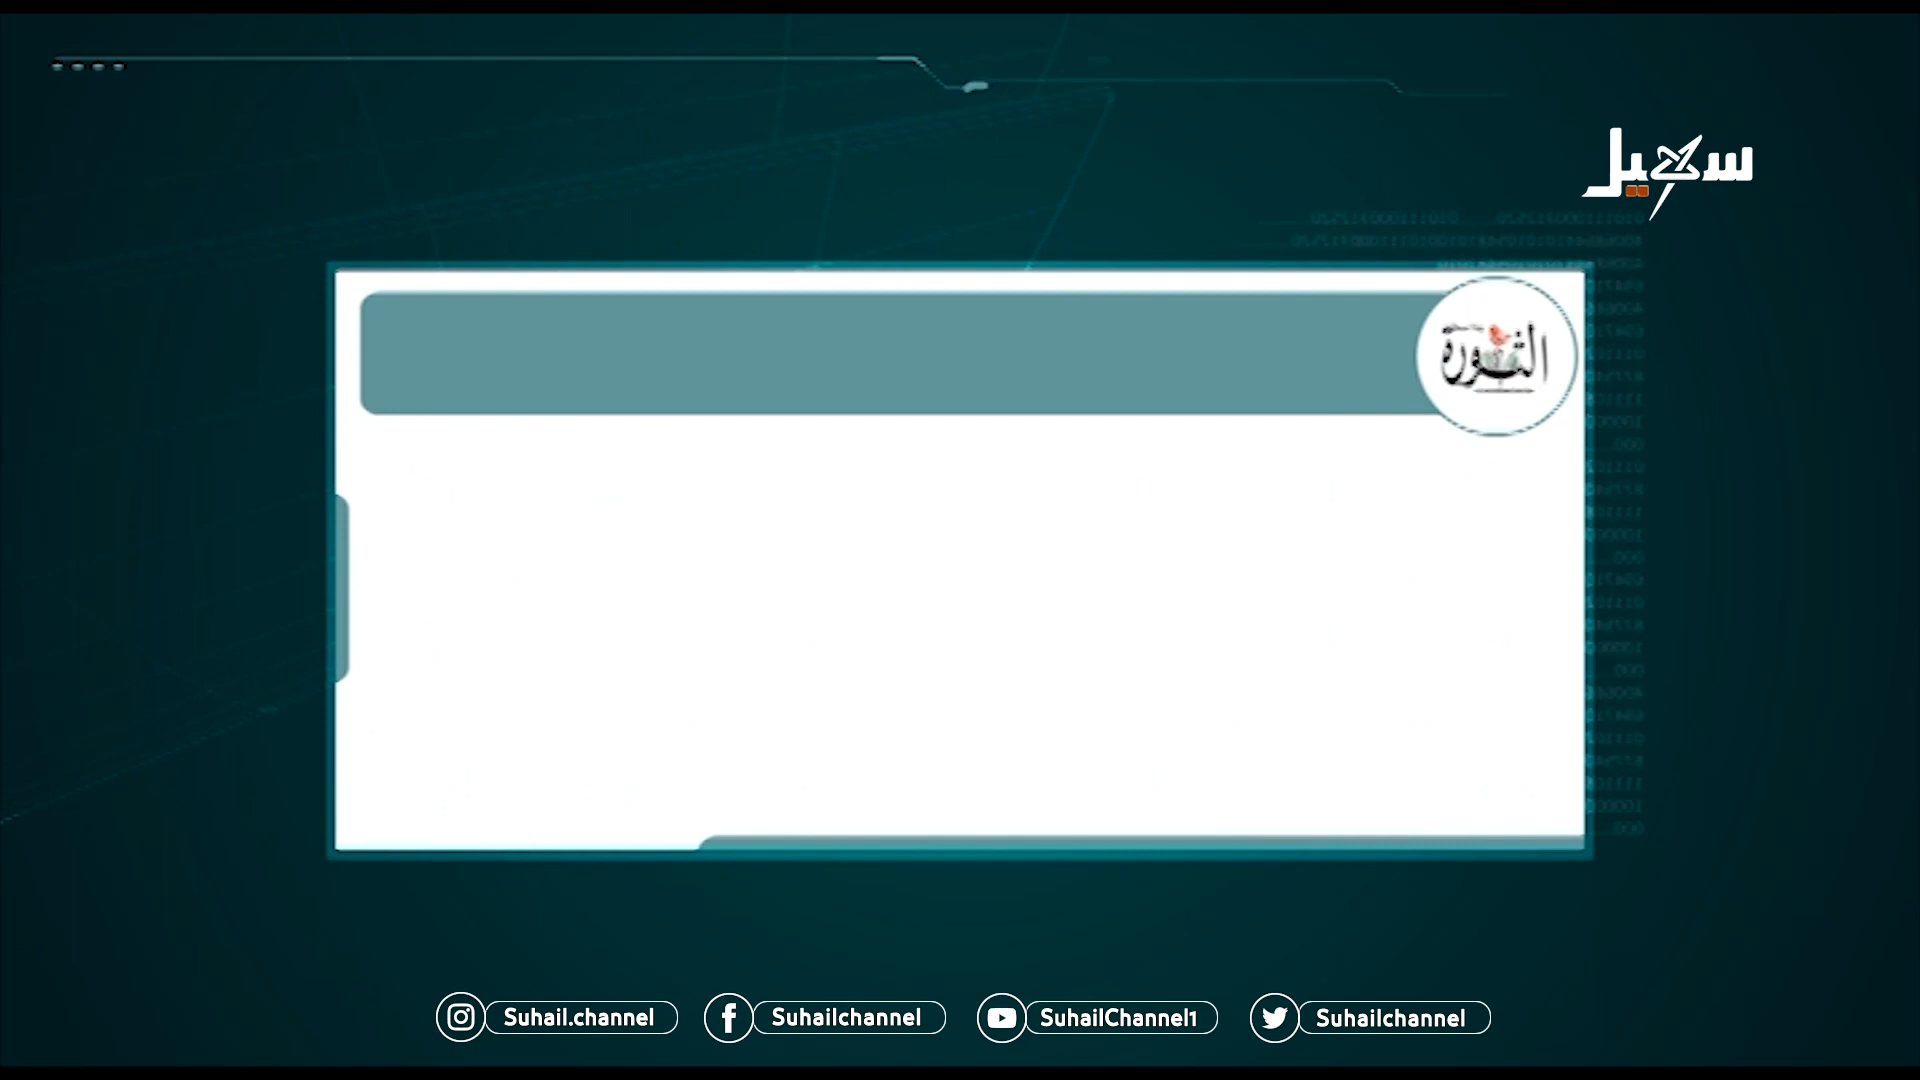 سهيل
الثورة
Suhail.channel
Suhailchannel
SuhailChannel1
Suhailchannel